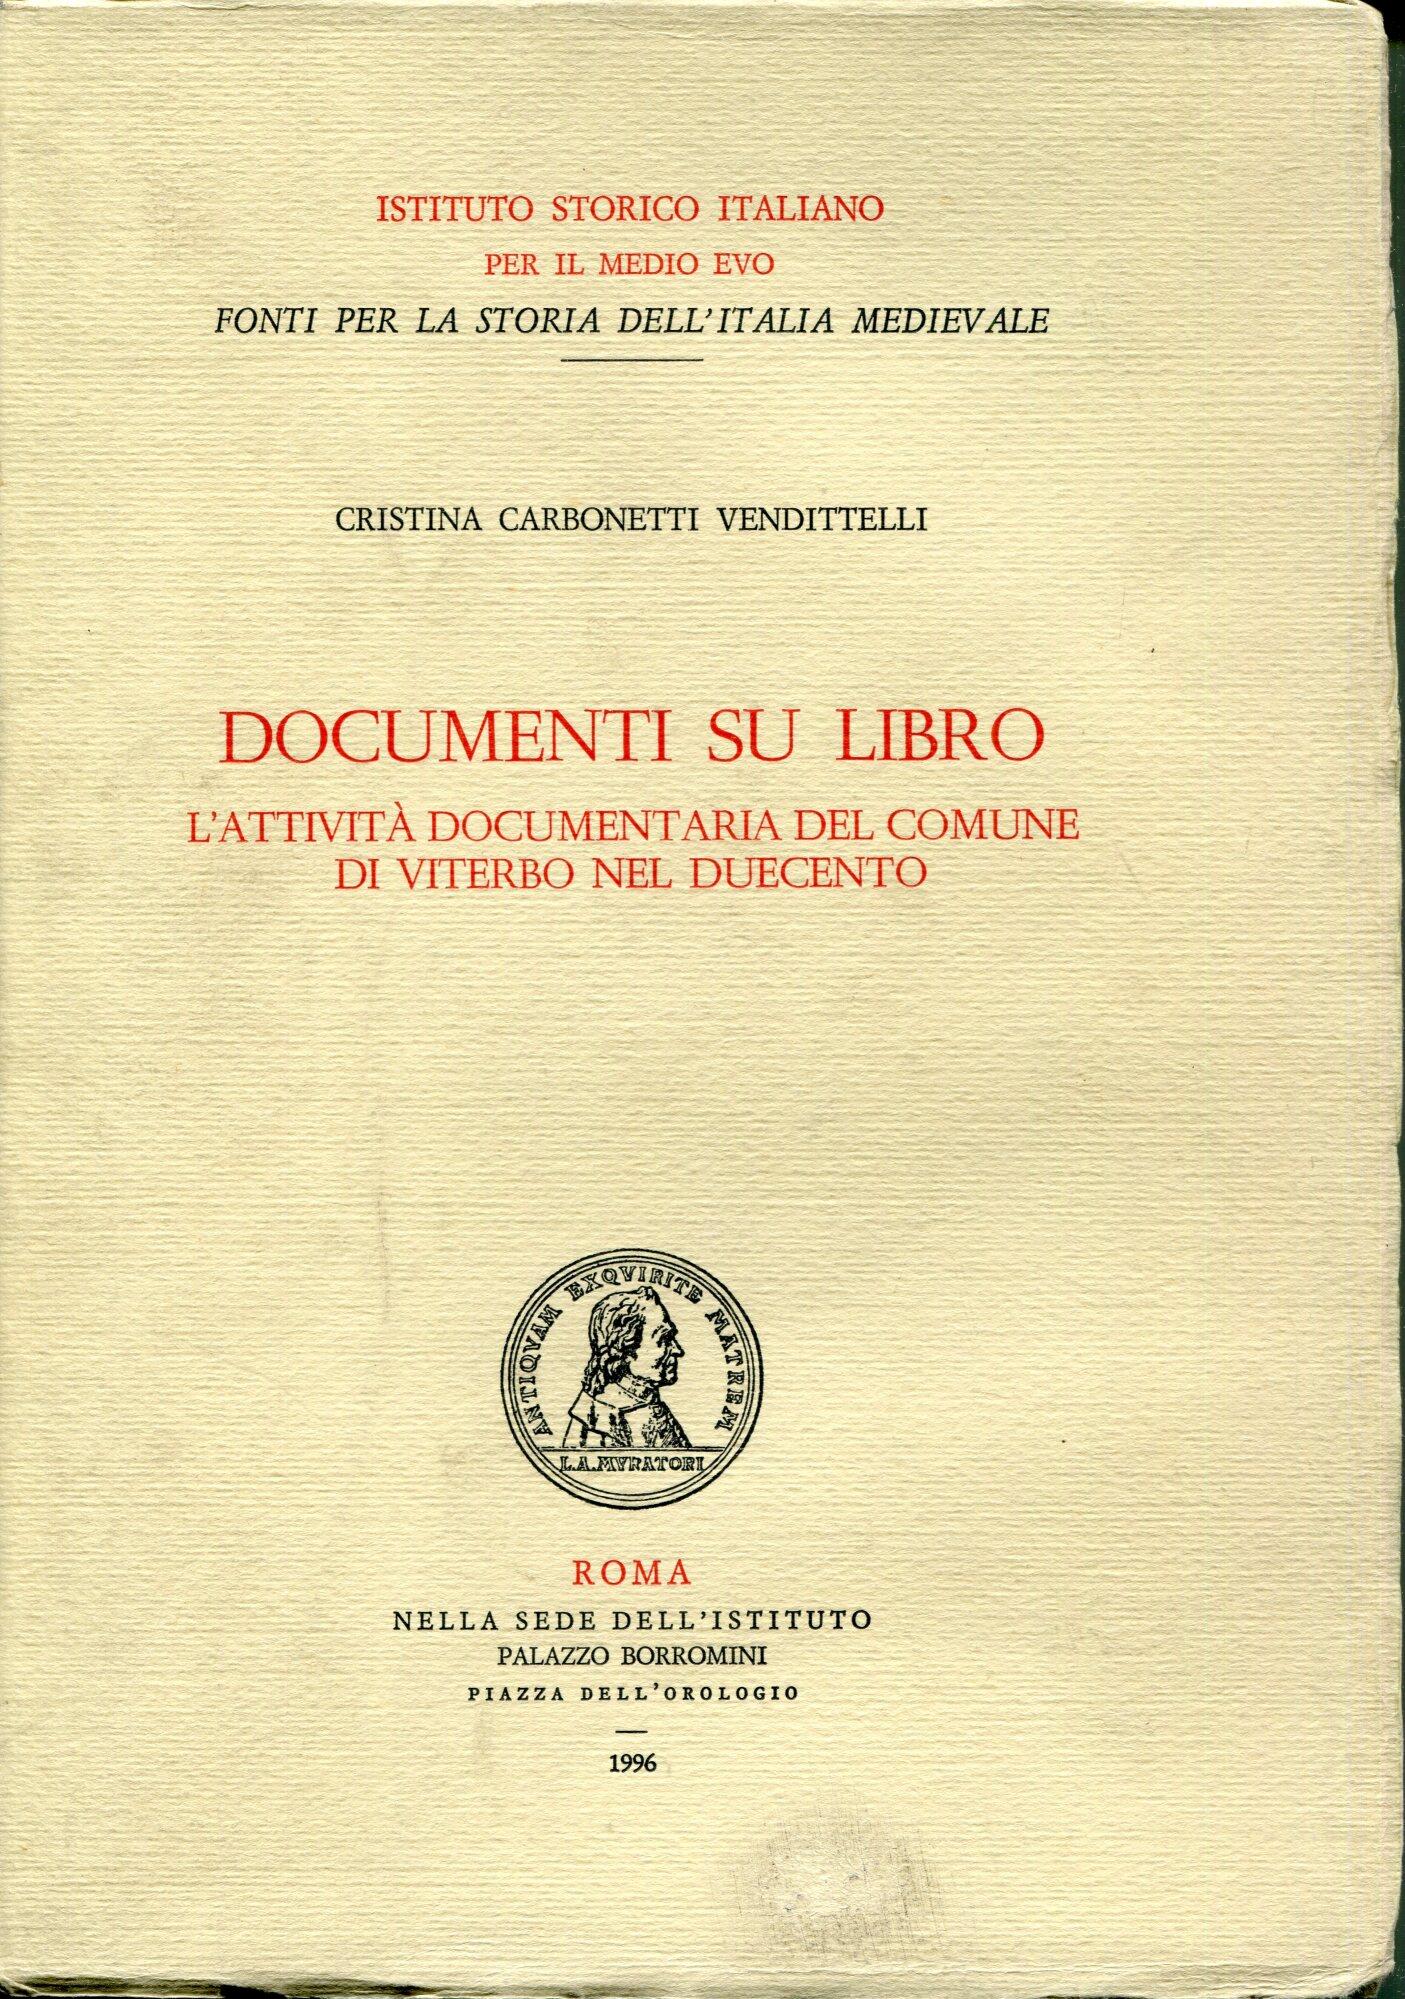 ISTITUTO STORICO ITALIANO
PER IL MEDIO EVO
FONTI PER LA STORIA DELL'ITALIA MEDIEVALE
CRISTINA CARBONETTI VENDITTELLI
DOCUMENTI SU LIBRO
L'ATTIVITÀ DOCUMENTARIA DEL COMUNE
DI VITERBO NEL DUECENTO
ANTIQVAM EXQVIRITE MATREM
L.A.MVRATORI
ROMA
NELLA SEDE DELL'ISTITUTO
PALAZZO BORROMINI
PIAZZA DELL'OROLOGIO
1996